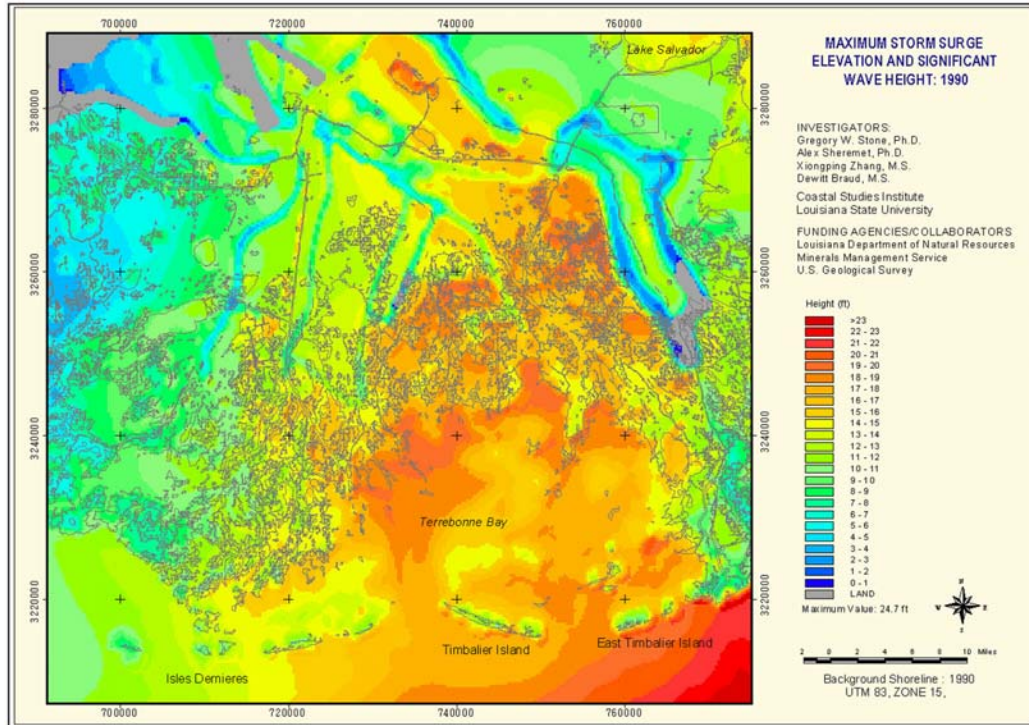 700000
720000
740000
760000
Lake Salvador
3280000
3280000
3260000
3260000
3240000
3240000
Terrebonne Bay
3220000
3220000
Timbalier Island
East Timbalier Island
Isles Dernieres
700000
720000
740000
760000
MAXIMUM STORM SURGE
ELEVATION AND SIGNIFICANT
WAVE HEIGHT: 1990
INVESTIGATORS:
Gregory W. Stone, Ph.D.
Alex Sheremet, Ph.D.
Xiongping Zhang, M.S.
Dewitt Braud, M.S.
Coastal Studies Institute
Louisiana State University
FUNDING AGENCIES/COLLABORATORS
Louisiana Department of Natural Resources
Minerals Management Service
U.S. Geological Survey
Height (ft)
>23
22 - 23
21 - 22
20 - 21
19 - 20
18 - 19
17 - 18
16 - 17
15 - 16
14 - 15
13 - 14
12 - 13
11 - 12
10 - 11
9 - 10
8 - 9
7 - 8
6 - 7
5 - 6
4 - 5
3 - 4
2 - 3
1 - 2
0 - 1
LAND
Maximum Value: 24.7 ft
N
W E
S
2 0 2 4 6 8 10 Miles
Background Shoreline : 1990
UTM 83, ZONE 15,